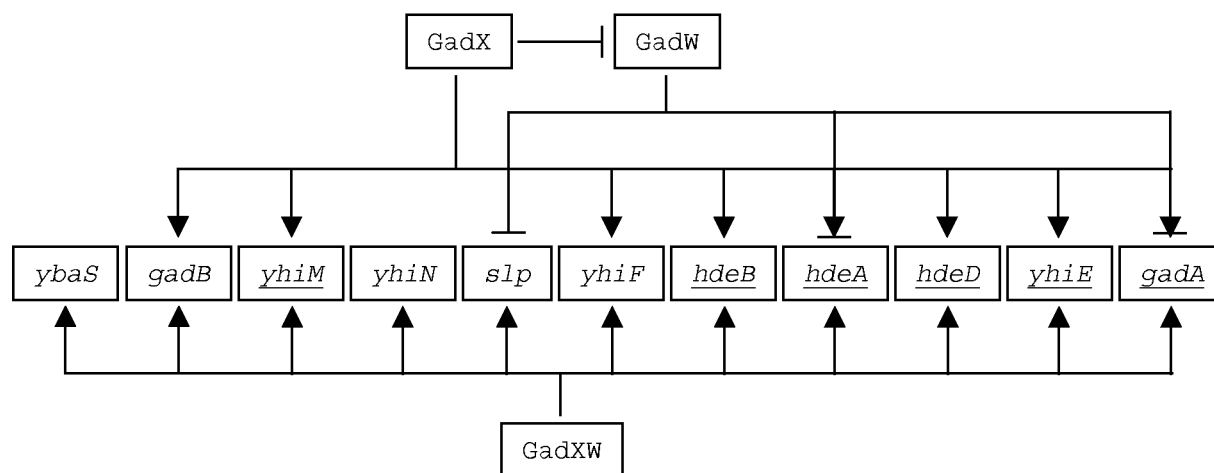 GadX GadW
ybaS gadB yhiM yhiN slp yhiF hdeB hdeA hdeD yhiE gadA
GadXW